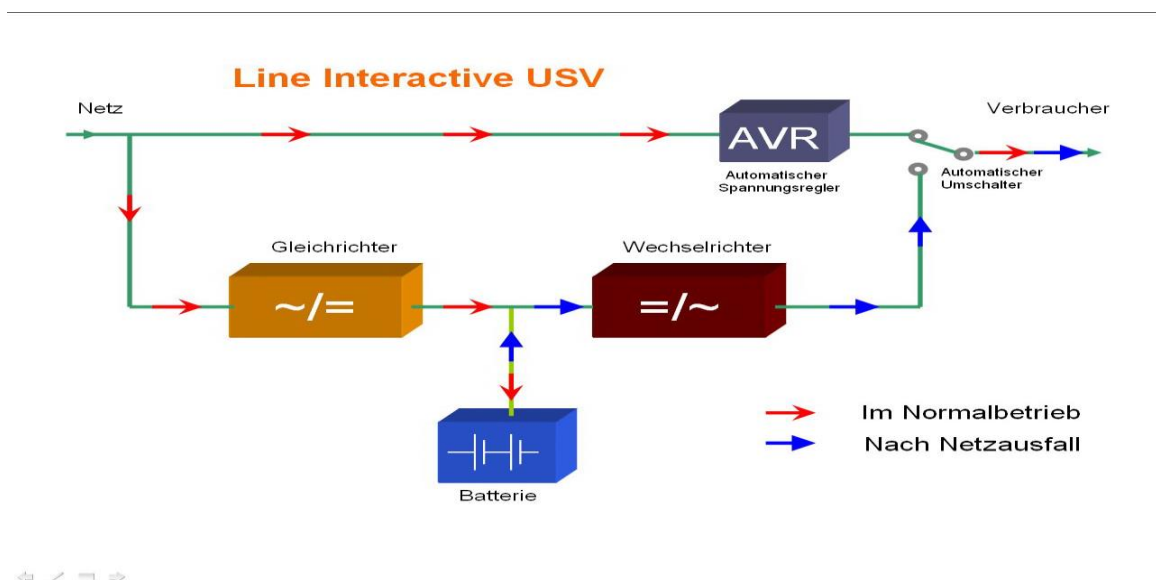 Line Interactive USV
Netz
Verbraucher
AVR
Automatischer
Spannungsregler
Automatischer
Umschalter
Gleichrichter
Wechselrichter
~/=
=/~
Batterie
Im Normalbetrieb
Nach Netzausfall